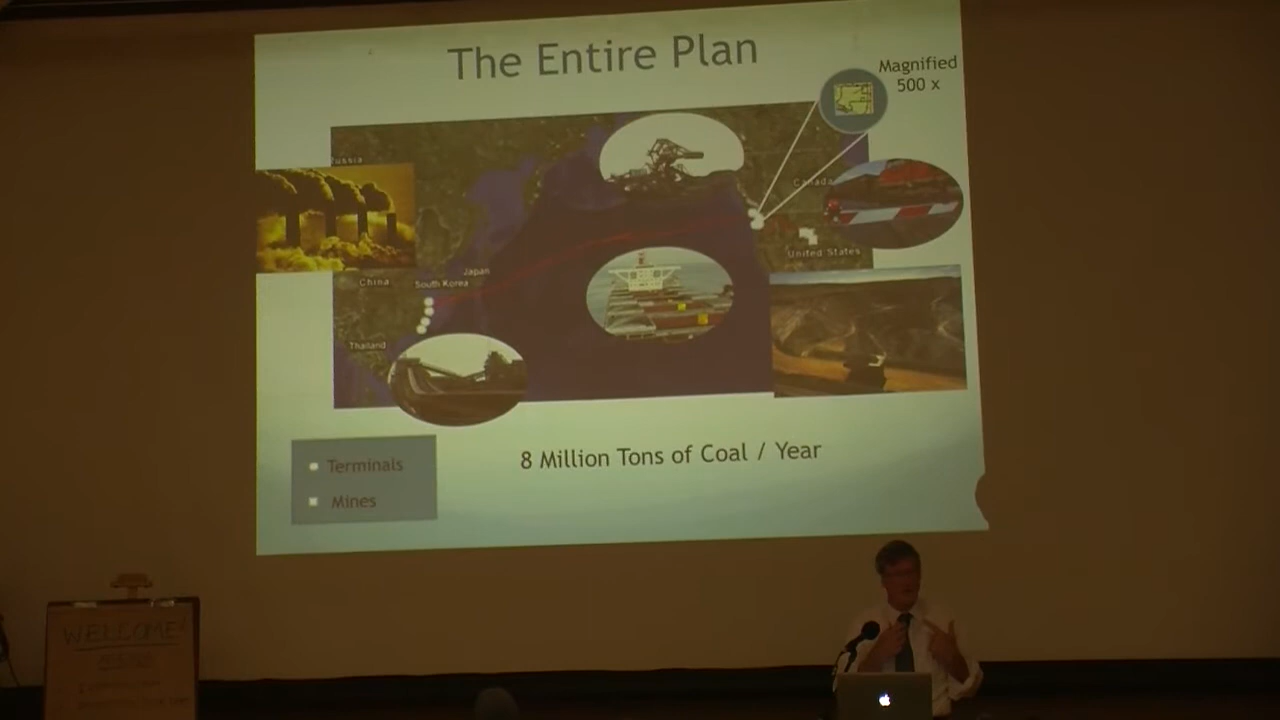 The Entire Plan
Magnified
500 x
Russia
Canada
United States
Japan
China
South Korea
Thailand
8 Million Tons of Coal / Year
Terminals
Mines
WELCOME